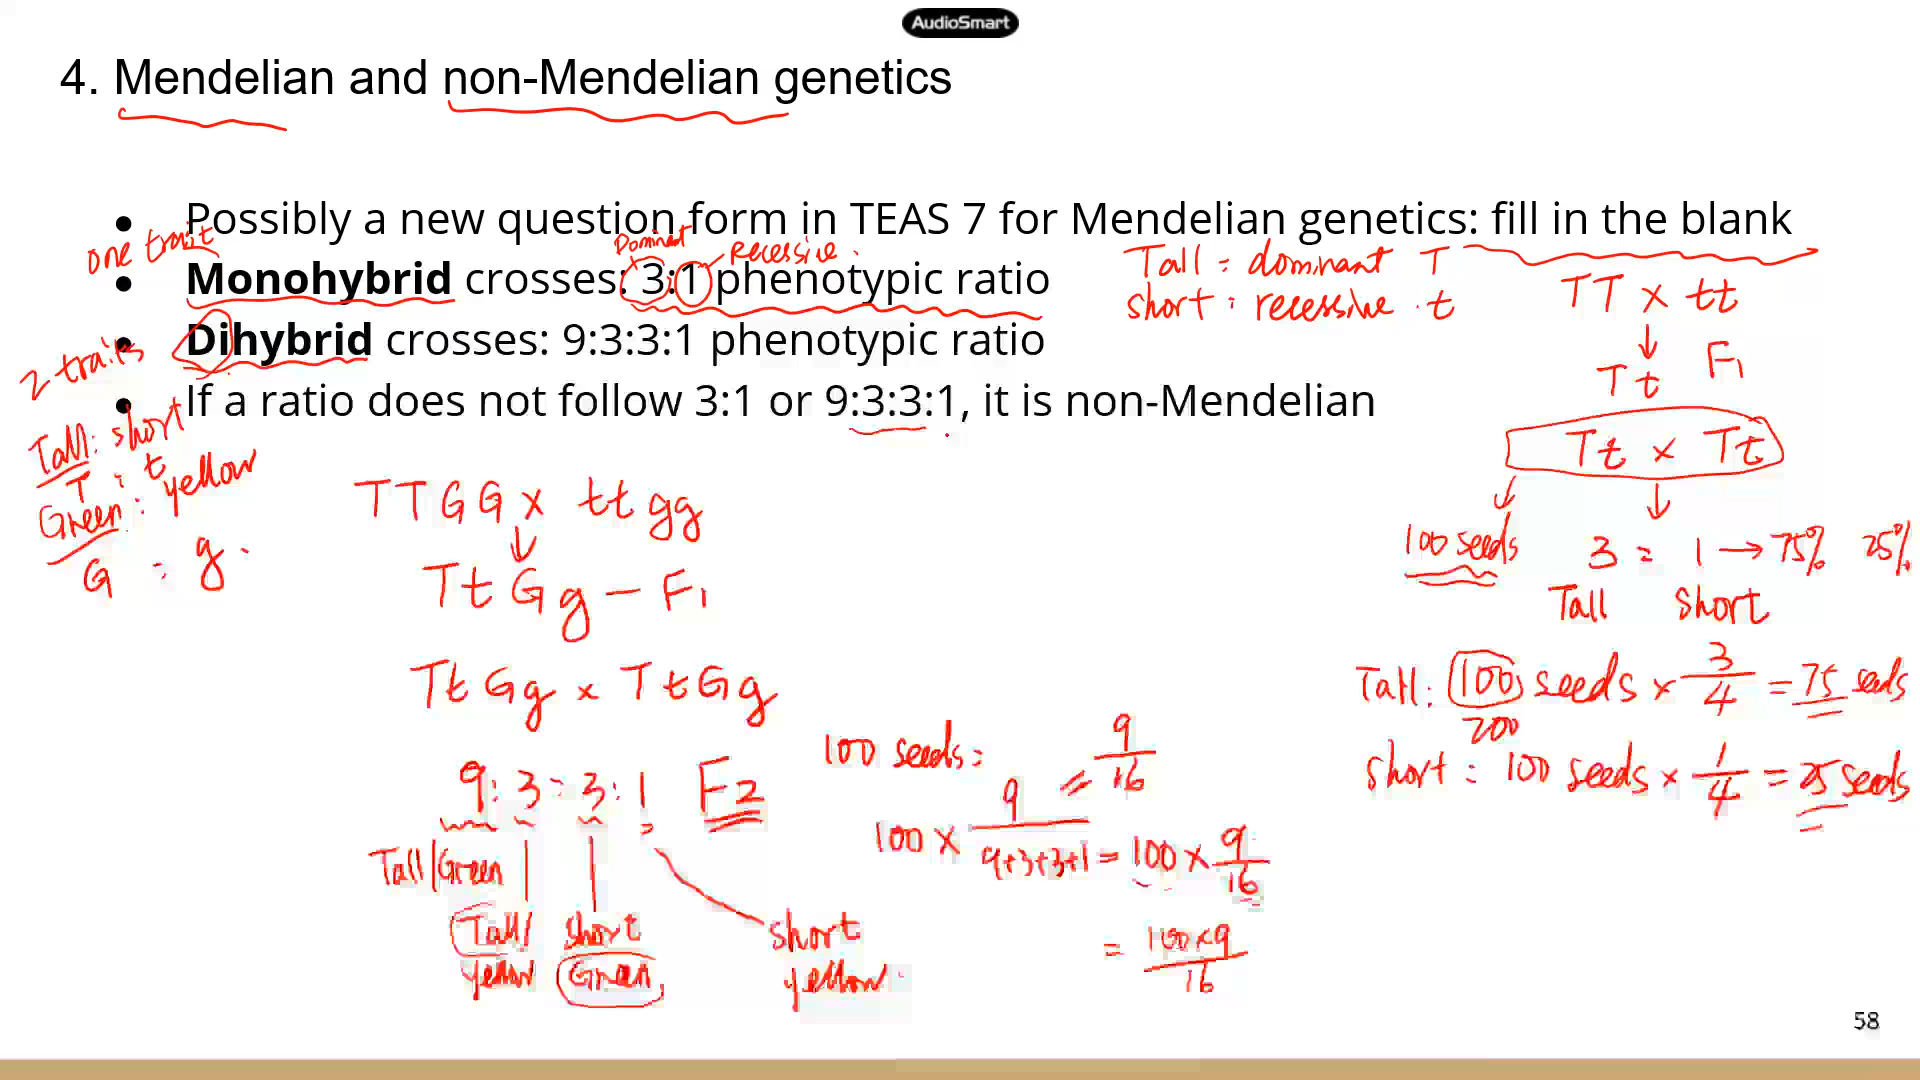 AudioSmart
4. Mendelian and non-Mendelian genetics
Possibly a new question form in TEAS 7 for Mendelian genetics: fill in the blank
one trait
Dominant
Recessive.
Monohybrid crosses: 3:1 phenotypic ratio
Dihybrid crosses: 9:3:3:1 phenotypic ratio
2 traits
If a ratio does not follow 3:1 or 9:3:3:1, it is non-Mendelian
Tall = dominant T
short : recessive . t
TT x tt
Tt F1
Tt x Tt
100 seeds
3 = 1 → 75% 25%
Tall short
Tall: 100 seeds x 3/4 = 75 seeds
200
short = 100 seeds x 1/4 = 25 seeds
Tall: short
T : t
Green: yellow
G : g.
TTGG x ttgg
TtGg - F1
TtGg x TtGg
9:3:3:1 F2
Tall/Green
Tall/
yellow
short
Green
short
yellow
100 seeds: = 9/16
100 x 9/9+3+3+1 = 100 x 9/16
= 100x9/16
58